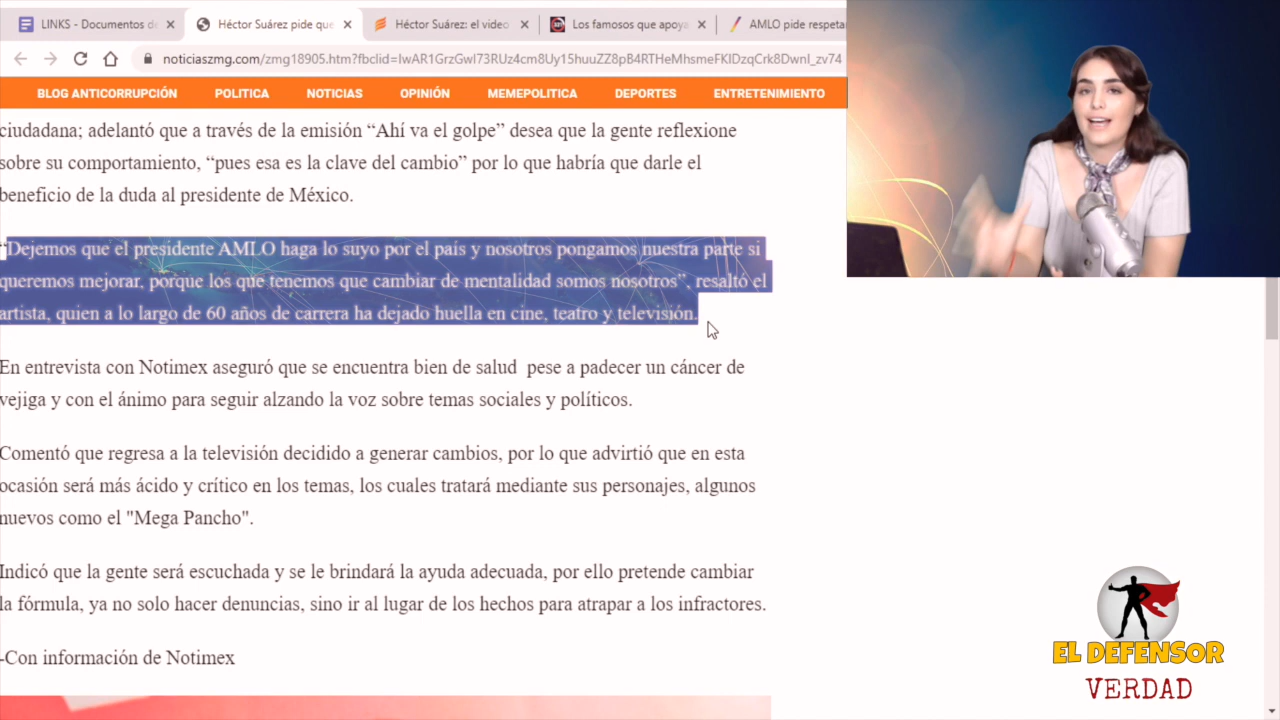 LINKS - Documentos d
Héctor Suárez pide que
Héctor Suárez: el video
Los famosos que apoya
AMLO pide respeta
noticiaszmg.com/zmg18905.htm?fbclid=IwAR1GrzGwl73RUz4cm8Uy15huuZZ8pB4RTHeMhsmeFKIDzqCrk8Dwnl_zv74
BLOG ANTICORRUPCIÓN POLITICA NOTICIAS OPINIÓN MEMEPOLITICA DEPORTES ENTRETENIMIENTO
ciudadana; adelantó que a través de la emisión “Ahí va el golpe” desea que la gente reflexione
sobre su comportamiento, “pues esa es la clave del cambio” por lo que habría que darle el
beneficio de la duda al presidente de México.
“Dejemos que el presidente AMLO haga lo suyo por el país y nosotros pongamos nuestra parte si
queremos mejorar, porque los que tenemos que cambiar de mentalidad somos nosotros”, resaltó el
artista, quien a lo largo de 60 años de carrera ha dejado huella en cine, teatro y televisión.
En entrevista con Notimex aseguró que se encuentra bien de salud pese a padecer un cáncer de
vejiga y con el ánimo para seguir alzando la voz sobre temas sociales y políticos.
Comentó que regresa a la televisión decidido a generar cambios, por lo que advirtió que en esta
ocasión será más ácido y crítico en los temas, los cuales tratará mediante sus personajes, algunos
nuevos como el "Mega Pancho".
Indicó que la gente será escuchada y se le brindará la ayuda adecuada, por ello pretende cambiar
la fórmula, ya no solo hacer denuncias, sino ir al lugar de los hechos para atrapar a los infractores.
-Con información de Notimex
EL DEFENSOR
VERDAD